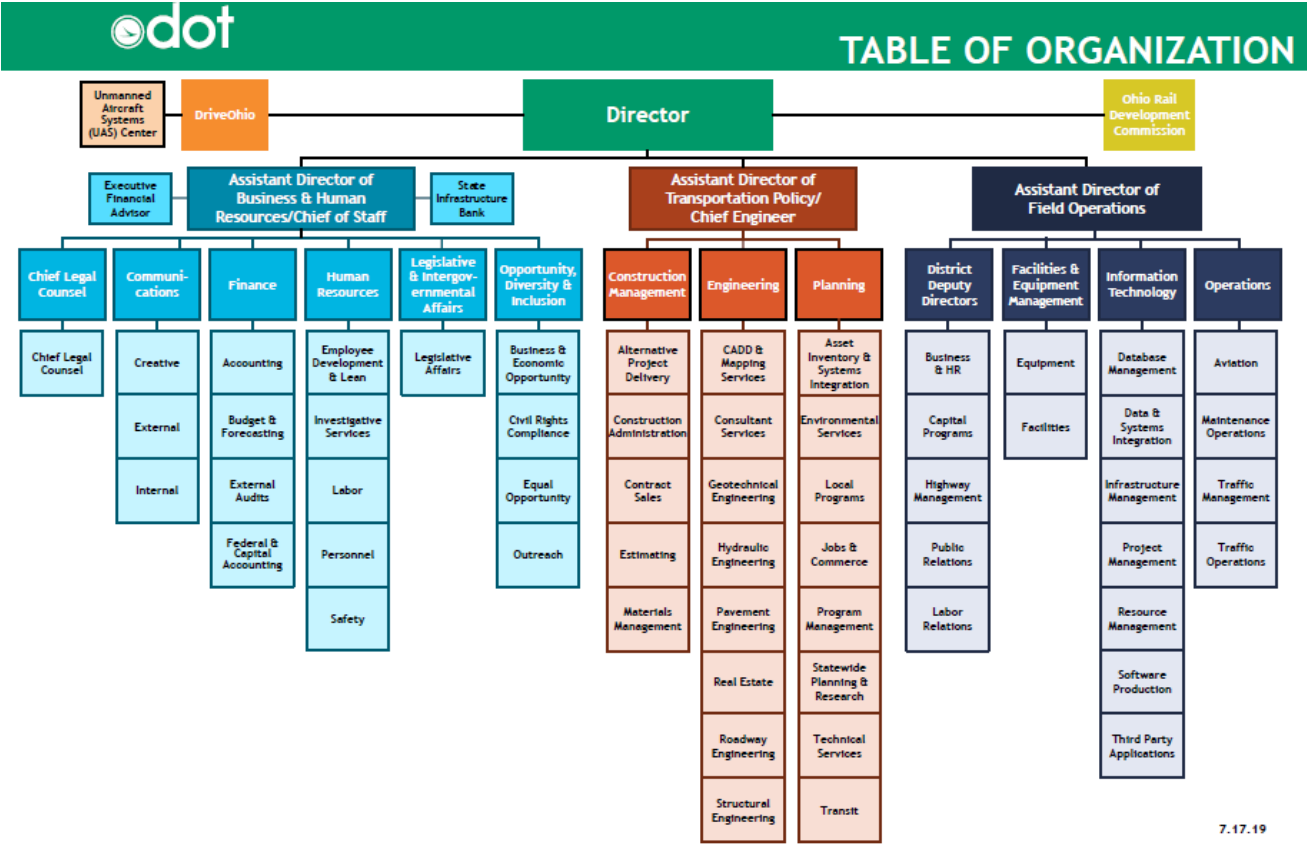 odot
TABLE OF ORGANIZATION
Unmanned
Aircraft
Systems
(UAS) Center
DriveOhio
Director
Ohio Rail
Development
Commission
Executive
Financial
Advisor
Assistant Director of
Business & Human
Resources/Chief of Staff
State
Infrastructure
Bank
Assistant Director of
Transportation Policy/
Chief Engineer
Assistant Director of
Field Operations
Chief Legal
Counsel
Communi-
cations
Finance
Human
Resources
Legislative
& Intergov-
ernmental
Affairs
Opportunity,
Diversity &
Inclusion
Construction
Management
Engineering
Planning
District
Deputy
Directors
Facilities &
Equipment
Management
Information
Technology
Operations
Chief Legal
Counsel
Creative
External
Internal
Accounting
Budget &
Forecasting
External
Audits
Federal &
Capital
Accounting
Employee
Development
& Lean
Investigative
Services
Labor
Personnel
Safety
Legislative
Affairs
Business &
Economic
Opportunity
Civil Rights
Compliance
Equal
Opportunity
Outreach
Alternative
Project
Delivery
Construction
Administration
Contract
Sales
Estimating
Materials
Management
CADD &
Mapping
Services
Consultant
Services
Geotechnical
Engineering
Hydraulic
Engineering
Pavement
Engineering
Real Estate
Roadway
Engineering
Structural
Engineering
Asset
Inventory &
Systems
Integration
Environmental
Services
Local
Programs
Jobs &
Commerce
Program
Management
Statewide
Planning &
Research
Technical
Services
Transit
Business
& HR
Capital
Programs
Highway
Management
Public
Relations
Labor
Relations
Equipment
Facilities
Database
Management
Data &
Systems
Integration
Infrastructure
Management
Project
Management
Resource
Management
Software
Production
Third Party
Applications
Aviation
Maintenance
Operations
Traffic
Management
Traffic
Operations
7.17.19